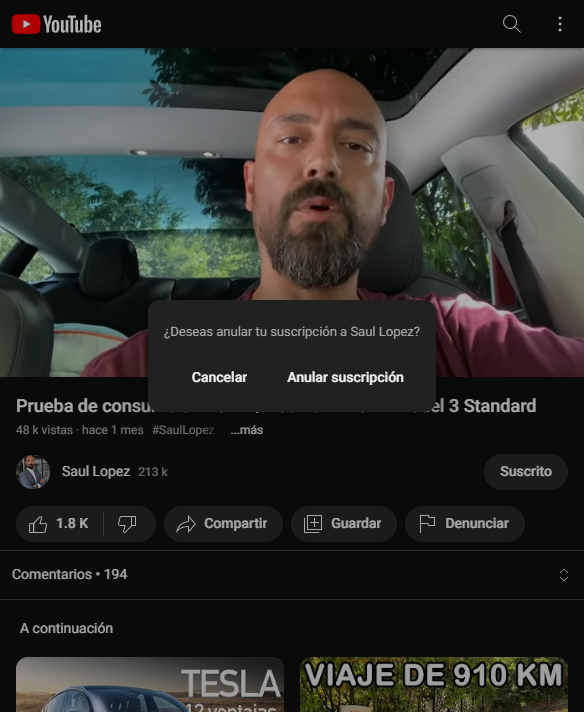 YouTube
¿Deseas anular tu suscripción a Saul Lopez?
Cancelar Anular suscripción
Prueba de 3 Standard
48 k vistas · hace 1 mes #SaulLopez ...más
Saul Lopez 213 k Suscrito
1.8 K Compartir Guardar Denunciar
Comentarios • 194
A continuación
TESLA VIAJE DE 910 KM
12 ventajas